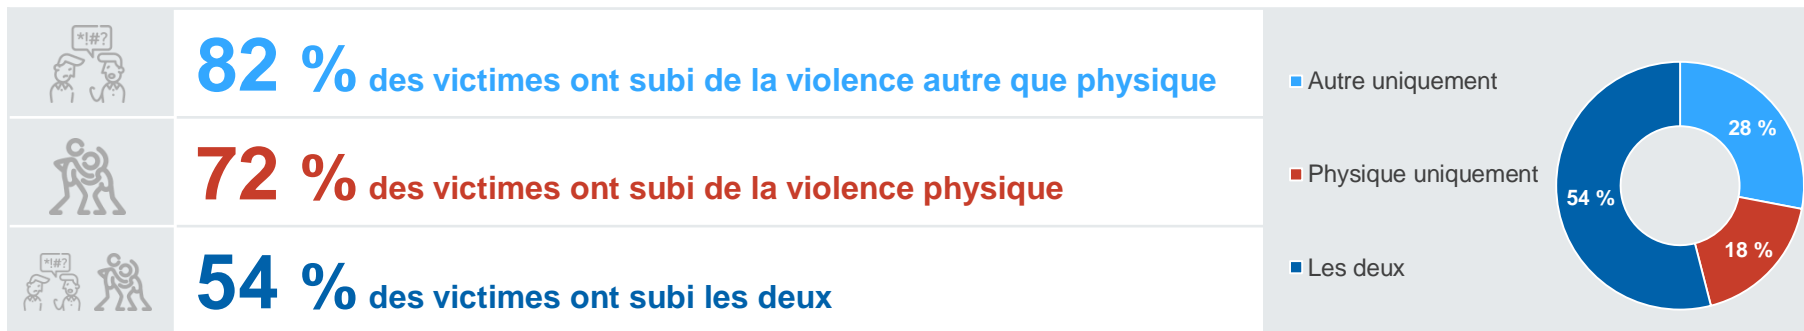 *!#?
82 % des victimes ont subi de la violence autre que physique
72 % des victimes ont subi de la violence physique
*!#?
54 % des victimes ont subi les deux
Autre uniquement
Physique uniquement
Les deux
28 %
18 %
54 %